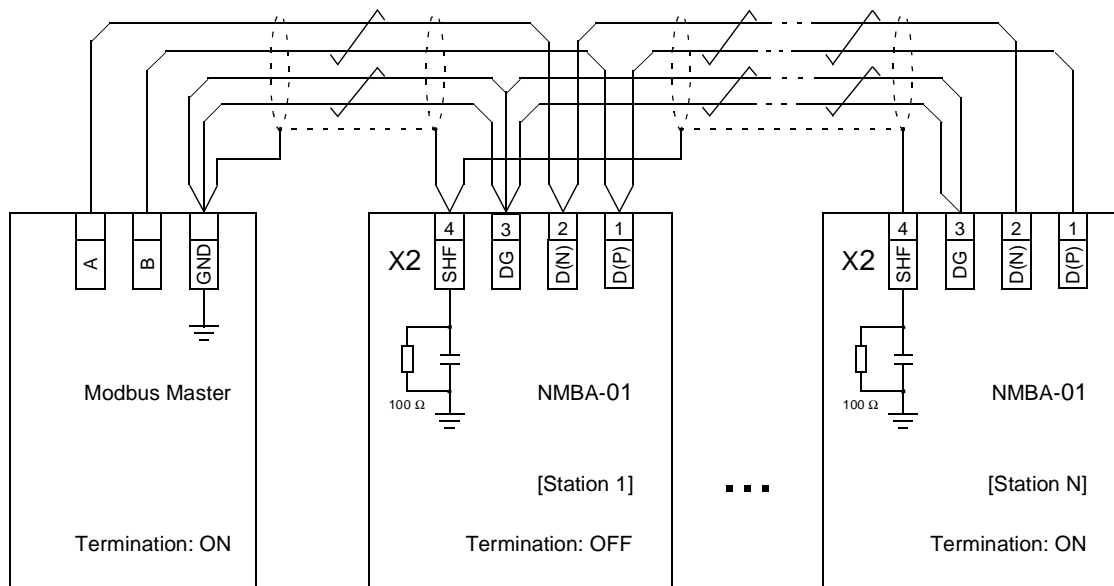 A B GND
X2 4 3 2 1
SHF DG D(N) D(P)
100 Ω
Modbus Master
Termination: ON
NMBA-01
[Station 1]
Termination: OFF
...
X2 4 3 2 1
SHF DG D(N) D(P)
100 Ω
NMBA-01
[Station N]
Termination: ON